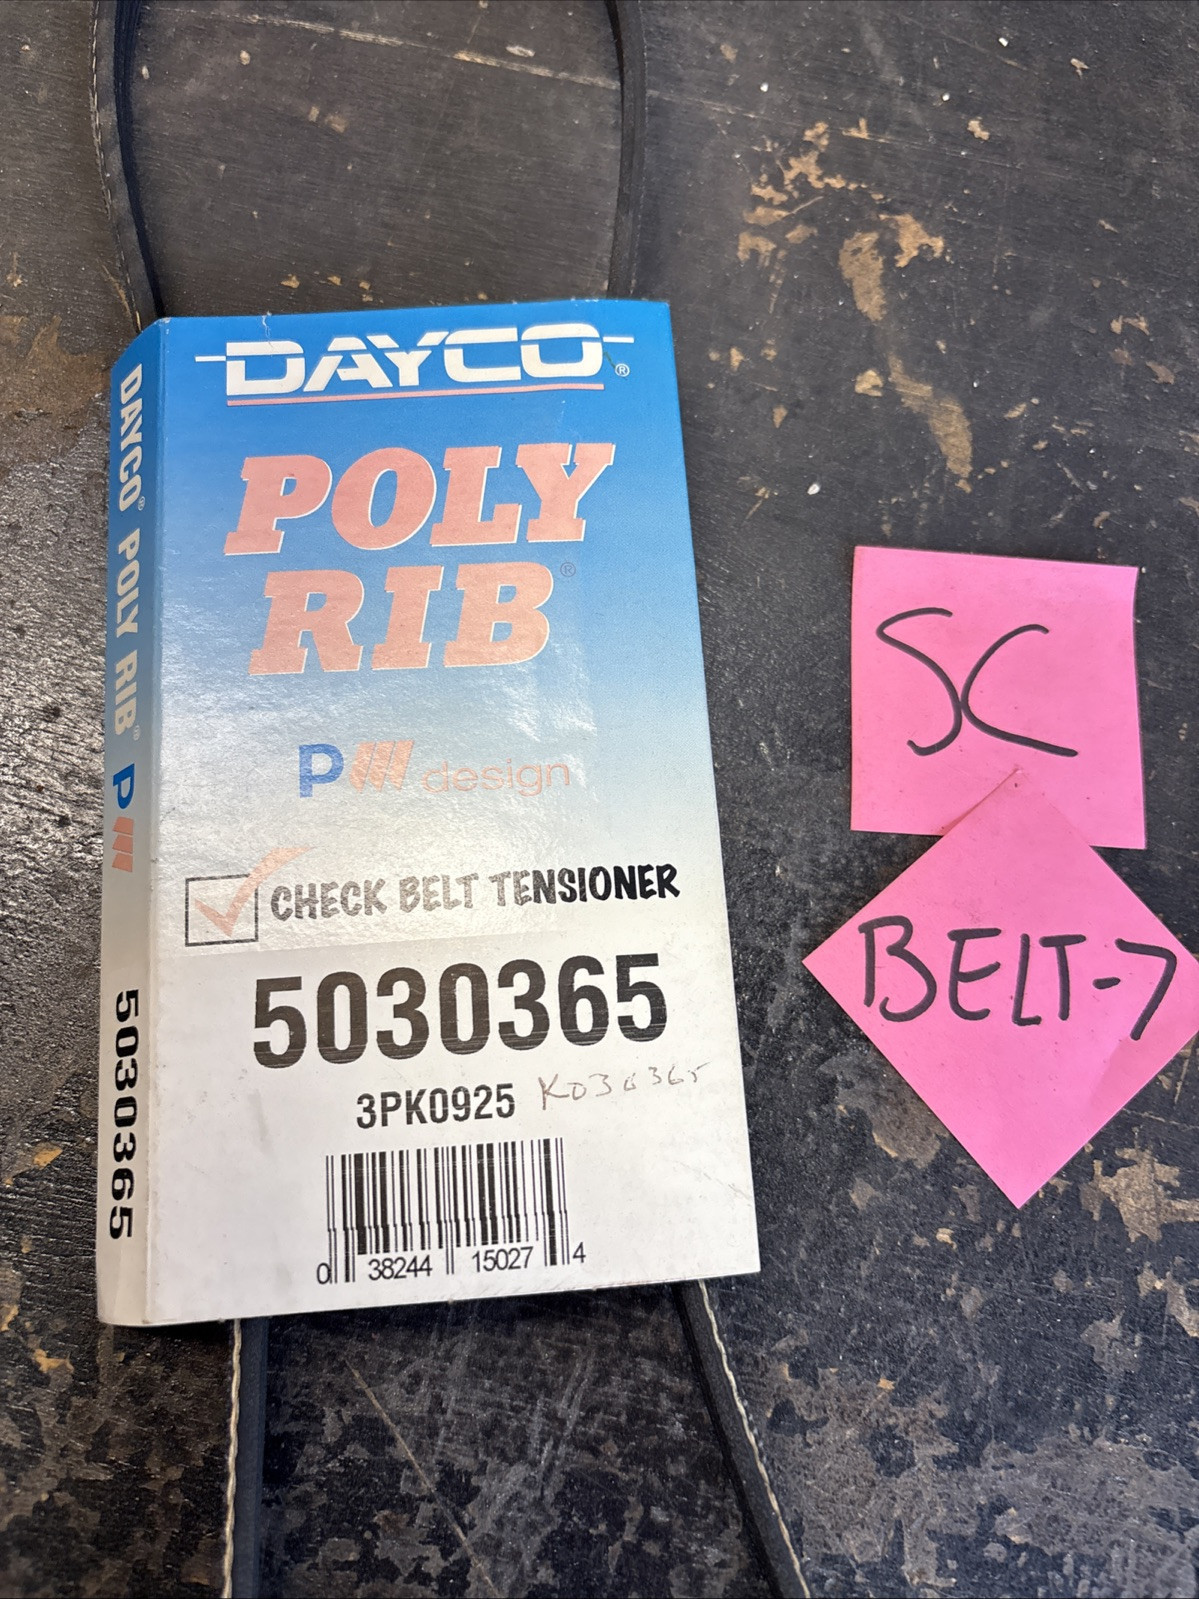 DAYCO®
POLY
RIB®
P design
CHECK BELT TENSIONER
5030365
3PK0925 K030365
0 38244 15027 4
DAYCO® POLY RIB® P 5030365
SC
BELT-7